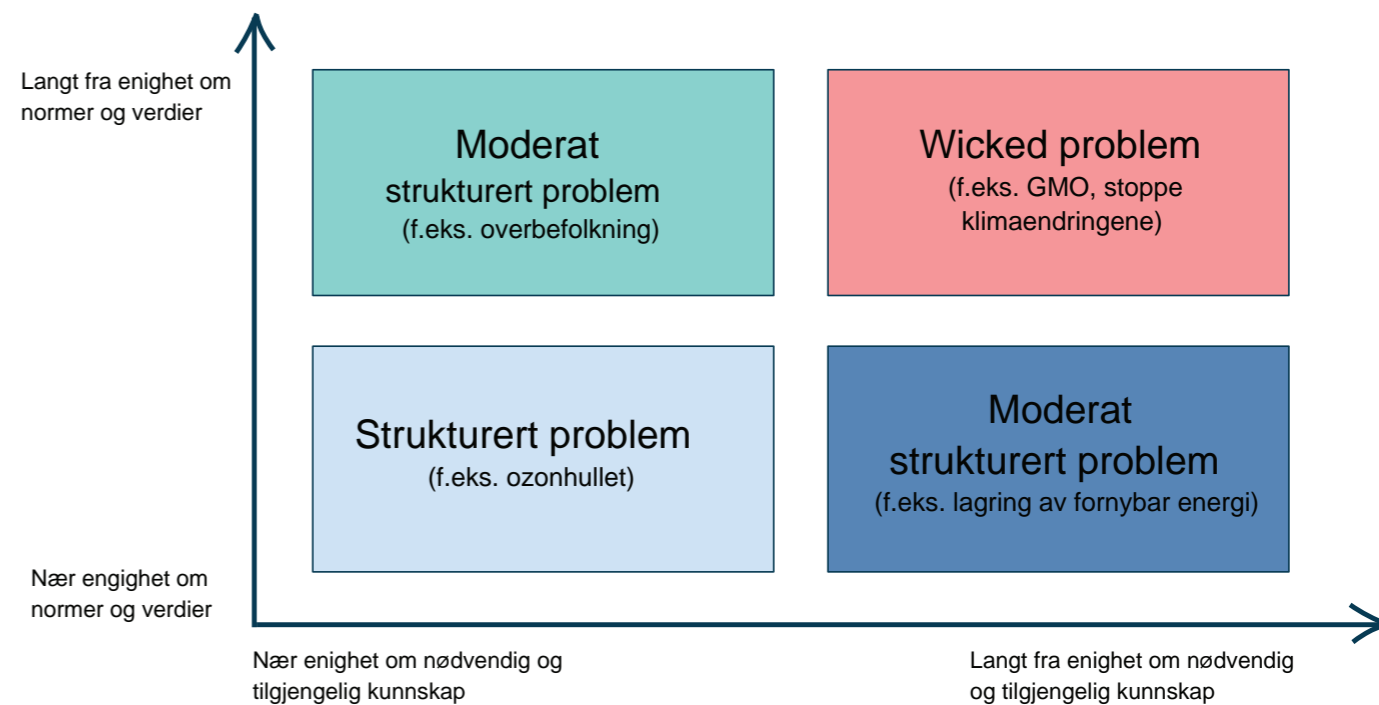 Langt fra enighet om
normer og verdier
Moderat
strukturert problem
(f.eks. overbefolkning)
Wicked problem
(f.eks. GMO, stoppe
klimaendringene)
Strukturert problem
(f.eks. ozonhullet)
Moderat
strukturert problem
(f.eks. lagring av fornybar energi)
Nær engighet om
normer og verdier
Nær enighet om nødvendig og
tilgjengelig kunnskap
Langt fra enighet om nødvendig
og tilgjengelig kunnskap